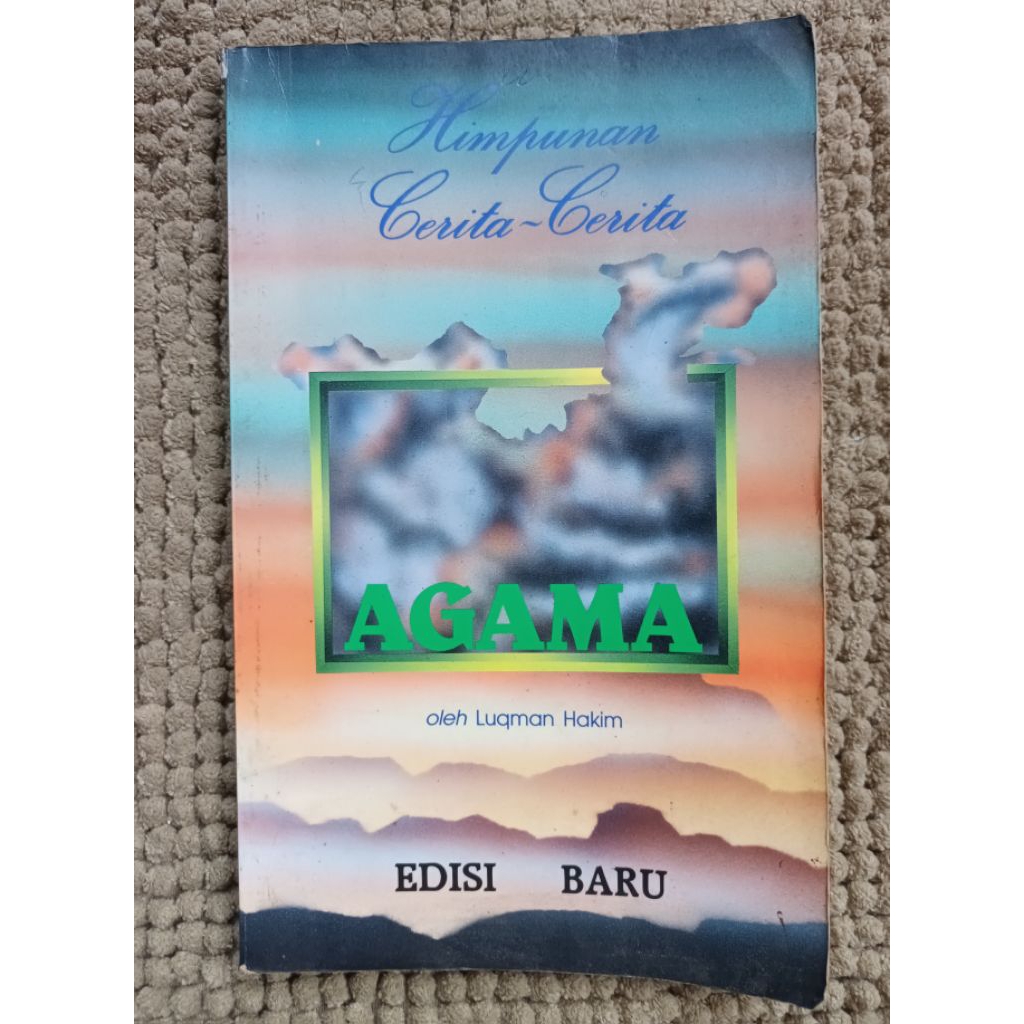 Himpunan
Cerita~Cerita
AGAMA
oleh Luqman Hakim
EDISI BARU